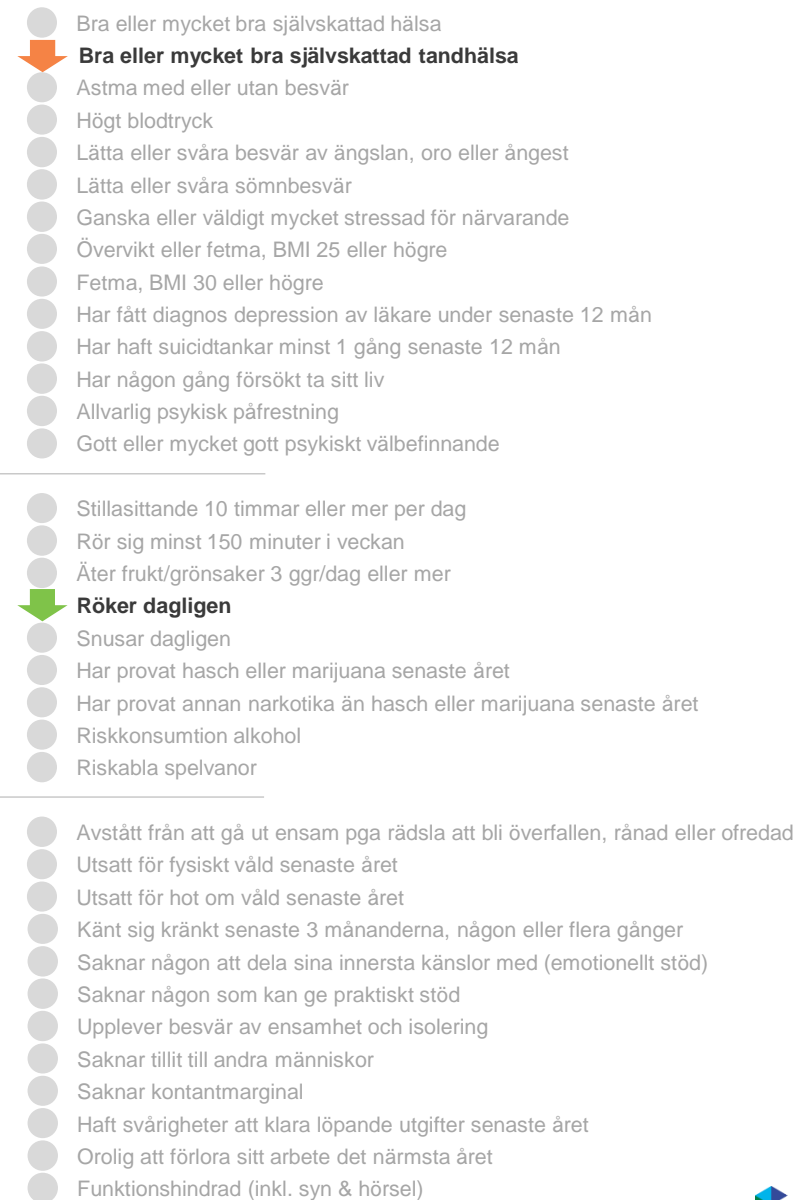 Bra eller mycket bra självskattad hälsa
Bra eller mycket bra självskattad tandhälsa
Astma med eller utan besvär
Högt blodtryck
Lätta eller svåra besvär av ängslan, oro eller ångest
Lätta eller svåra sömnbesvär
Ganska eller väldigt mycket stressad för närvarande
Övervikt eller fetma, BMI 25 eller högre
Fetma, BMI 30 eller högre
Har fått diagnos depression av läkare under senaste 12 mån
Har haft suicidtankar minst 1 gång senaste 12 mån
Har någon gång försökt ta sitt liv
Allvarlig psykisk påfrestning
Gott eller mycket gott psykiskt välbefinnande
Stillasittande 10 timmar eller mer per dag
Rör sig minst 150 minuter i veckan
Äter frukt/grönsaker 3 ggr/dag eller mer
Röker dagligen
Snusar dagligen
Har provat hasch eller marijuana senaste året
Har provat annan narkotika än hasch eller marijuana senaste året
Riskkonsumtion alkohol
Riskabla spelvanor
Avstått från att gå ut ensam pga rädsla att bli överfallen, rånad eller ofredad
Utsatt för fysiskt våld senaste året
Utsatt för hot om våld senaste året
Känt sig kränkt senaste 3 månanderna, någon eller flera gånger
Saknar någon att dela sina innersta känslor med (emotionellt stöd)
Saknar någon som kan ge praktiskt stöd
Upplever besvär av ensamhet och isolering
Saknar tillit till andra människor
Saknar kontantmarginal
Haft svårigheter att klara löpande utgifter senaste året
Orolig att förlora sitt arbete det närmsta året
Funktionshindrad (inkl. syn & hörsel)